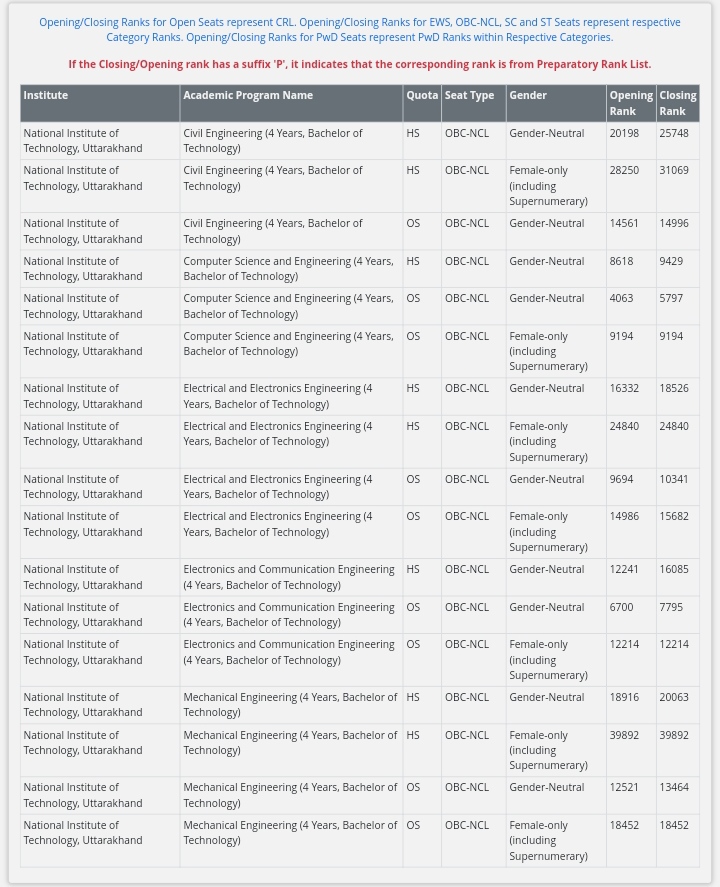 Opening/Closing Ranks for Open Seats represent CRL. Opening/Closing Ranks for EWS, OBC-NCL, SC and ST Seats represent respective
Category Ranks. Opening/Closing Ranks for PwD Seats represent PwD Ranks within Respective Categories.
If the Closing/Opening rank has a suffix 'P', it indicates that the corresponding rank is from Preparatory Rank List.
Institute Academic Program Name Quota Seat Type Gender Opening Closing
Rank Rank
National Institute of Civil Engineering (4 Years, Bachelor of HS OBC-NCL Gender-Neutral 20198 25748
Technology, Uttarakhand Technology)
National Institute of Civil Engineering (4 Years, Bachelor of HS OBC-NCL Female-only 28250 31069
Technology, Uttarakhand Technology) (including
Supernumerary)
National Institute of Civil Engineering (4 Years, Bachelor of OS OBC-NCL Gender-Neutral 14561 14996
Technology, Uttarakhand Technology)
National Institute of Computer Science and Engineering (4 Years, HS OBC-NCL Gender-Neutral 8618 9429
Technology, Uttarakhand Bachelor of Technology)
National Institute of Computer Science and Engineering (4 Years, OS OBC-NCL Gender-Neutral 4063 5797
Technology, Uttarakhand Bachelor of Technology)
National Institute of Computer Science and Engineering (4 Years, OS OBC-NCL Female-only 9194 9194
Technology, Uttarakhand Bachelor of Technology) (including
Supernumerary)
National Institute of Electrical and Electronics Engineering (4 HS OBC-NCL Gender-Neutral 16332 18526
Technology, Uttarakhand Years, Bachelor of Technology)
National Institute of Electrical and Electronics Engineering (4 HS OBC-NCL Female-only 24840 24840
Technology, Uttarakhand Years, Bachelor of Technology) (including
Supernumerary)
National Institute of Electrical and Electronics Engineering (4 OS OBC-NCL Gender-Neutral 9694 10341
Technology, Uttarakhand Years, Bachelor of Technology)
National Institute of Electrical and Electronics Engineering (4 OS OBC-NCL Female-only 14986 15682
Technology, Uttarakhand Years, Bachelor of Technology) (including
Supernumerary)
National Institute of Electronics and Communication Engineering HS OBC-NCL Gender-Neutral 12241 16085
Technology, Uttarakhand (4 Years, Bachelor of Technology)
National Institute of Electronics and Communication Engineering OS OBC-NCL Gender-Neutral 6700 7795
Technology, Uttarakhand (4 Years, Bachelor of Technology)
National Institute of Electronics and Communication Engineering OS OBC-NCL Female-only 12214 12214
Technology, Uttarakhand (4 Years, Bachelor of Technology) (including
Supernumerary)
National Institute of Mechanical Engineering (4 Years, Bachelor of HS OBC-NCL Gender-Neutral 18916 20063
Technology, Uttarakhand Technology)
National Institute of Mechanical Engineering (4 Years, Bachelor of HS OBC-NCL Female-only 39892 39892
Technology, Uttarakhand Technology) (including
Supernumerary)
National Institute of Mechanical Engineering (4 Years, Bachelor of OS OBC-NCL Gender-Neutral 12521 13464
Technology, Uttarakhand Technology)
National Institute of Mechanical Engineering (4 Years, Bachelor of OS OBC-NCL Female-only 18452 18452
Technology, Uttarakhand Technology) (including
Supernumerary)